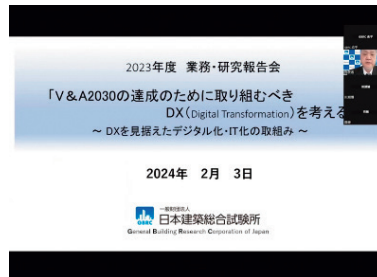 2023年度 業務・研究報告会
「V&A2030の達成のために取り組むべき
DX(Digital Transformation)を考える
～ DXを見据えたデジタル化・IT化の取組み ～
2024年 2月 3日
一般財団法人
GBRC 日本建築総合試験所
General Building Research Corporation of Japan